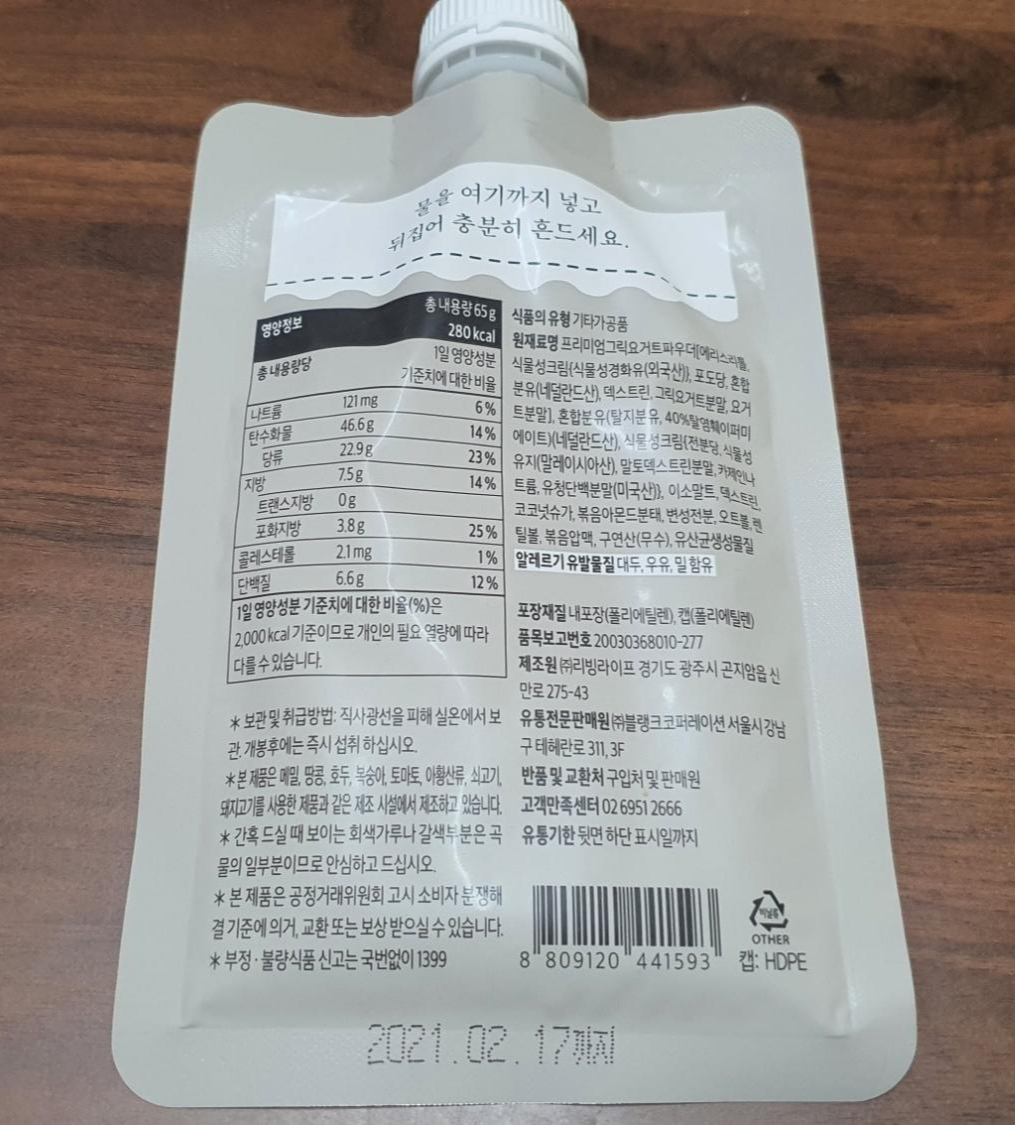 물을 여기까지 넣고
뒤집어 충분히 흔드세요.
영양정보
총 내용량 65g
280 kcal
총 내용량당
1일 영양성분
기준치에 대한 비율
나트륨 121 mg 6%
탄수화물 46.6g 14%
당류 22.9g 23%
지방 7.5g 14%
트랜스지방 0g
포화지방 3.8g 25%
콜레스테롤 2.1mg 1%
단백질 6.6g 12%
1일 영양성분 기준치에 대한 비율(%)은
2,000 kcal 기준이므로 개인의 필요 열량에 따라
다를 수 있습니다.
* 보관 및 취급방법: 직사광선을 피해 실온에서 보
관. 개봉후에는 즉시 섭취 하십시오.
* 본 제품은 메밀, 땅콩, 호두, 복숭아, 토마토, 아황산류, 쇠고기,
돼지고기를 사용한 제품과 같은 제조 시설에서 제조하고 있습니다.
* 간혹 드실 때 보이는 회색가루나 갈색부분은 곡
물의 일부분이므로 안심하고 드십시오.
* 본 제품은 공정거래위원회 고시 소비자 분쟁해
결 기준에 의거, 교환 또는 보상 받으실 수 있습니다.
* 부정·불량식품 신고는 국번없이 1399
식품의 유형 기타가공품
원재료명 프리미엄그릭요거트파우더[에리스리톨,
식물성크림{식물성경화유(외국산)}, 포도당, 혼합
분유(네덜란드산), 덱스트린, 그릭요거트분말, 요거
트분말], 혼합분유(탈지분유, 40%탈염훼이퍼미
에이트)(네덜란드산), 식물성크림{전분당, 식물성
유지(말레이시아산), 말토덱스트린분말, 카제인나
트륨, 유청단백분말(미국산)}, 이소말트, 덱스트린,
코코넛슈가, 볶음아몬드분태, 변성전분, 오트볼, 렌
틸볼, 볶음압맥, 구연산(무수), 유산균생성물질
알레르기 유발물질 대두, 우유, 밀 함유
포장재질 내포장(폴리에틸렌), 캡(폴리에틸렌)
품목보고번호 20030368010-277
제조원 ㈜리빙라이프 경기도 광주시 곤지암읍 신
만로 275-43
유통전문판매원 ㈜블랭크코퍼레이션 서울시 강남
구 테헤란로 311, 3F
반품 및 교환처 구입처 및 판매원
고객만족센터 02 6951 2666
유통기한 뒷면 하단 표시일까지
8 809120 441593
비닐류
OTHER
캡: HDPE
2021.02.17까지